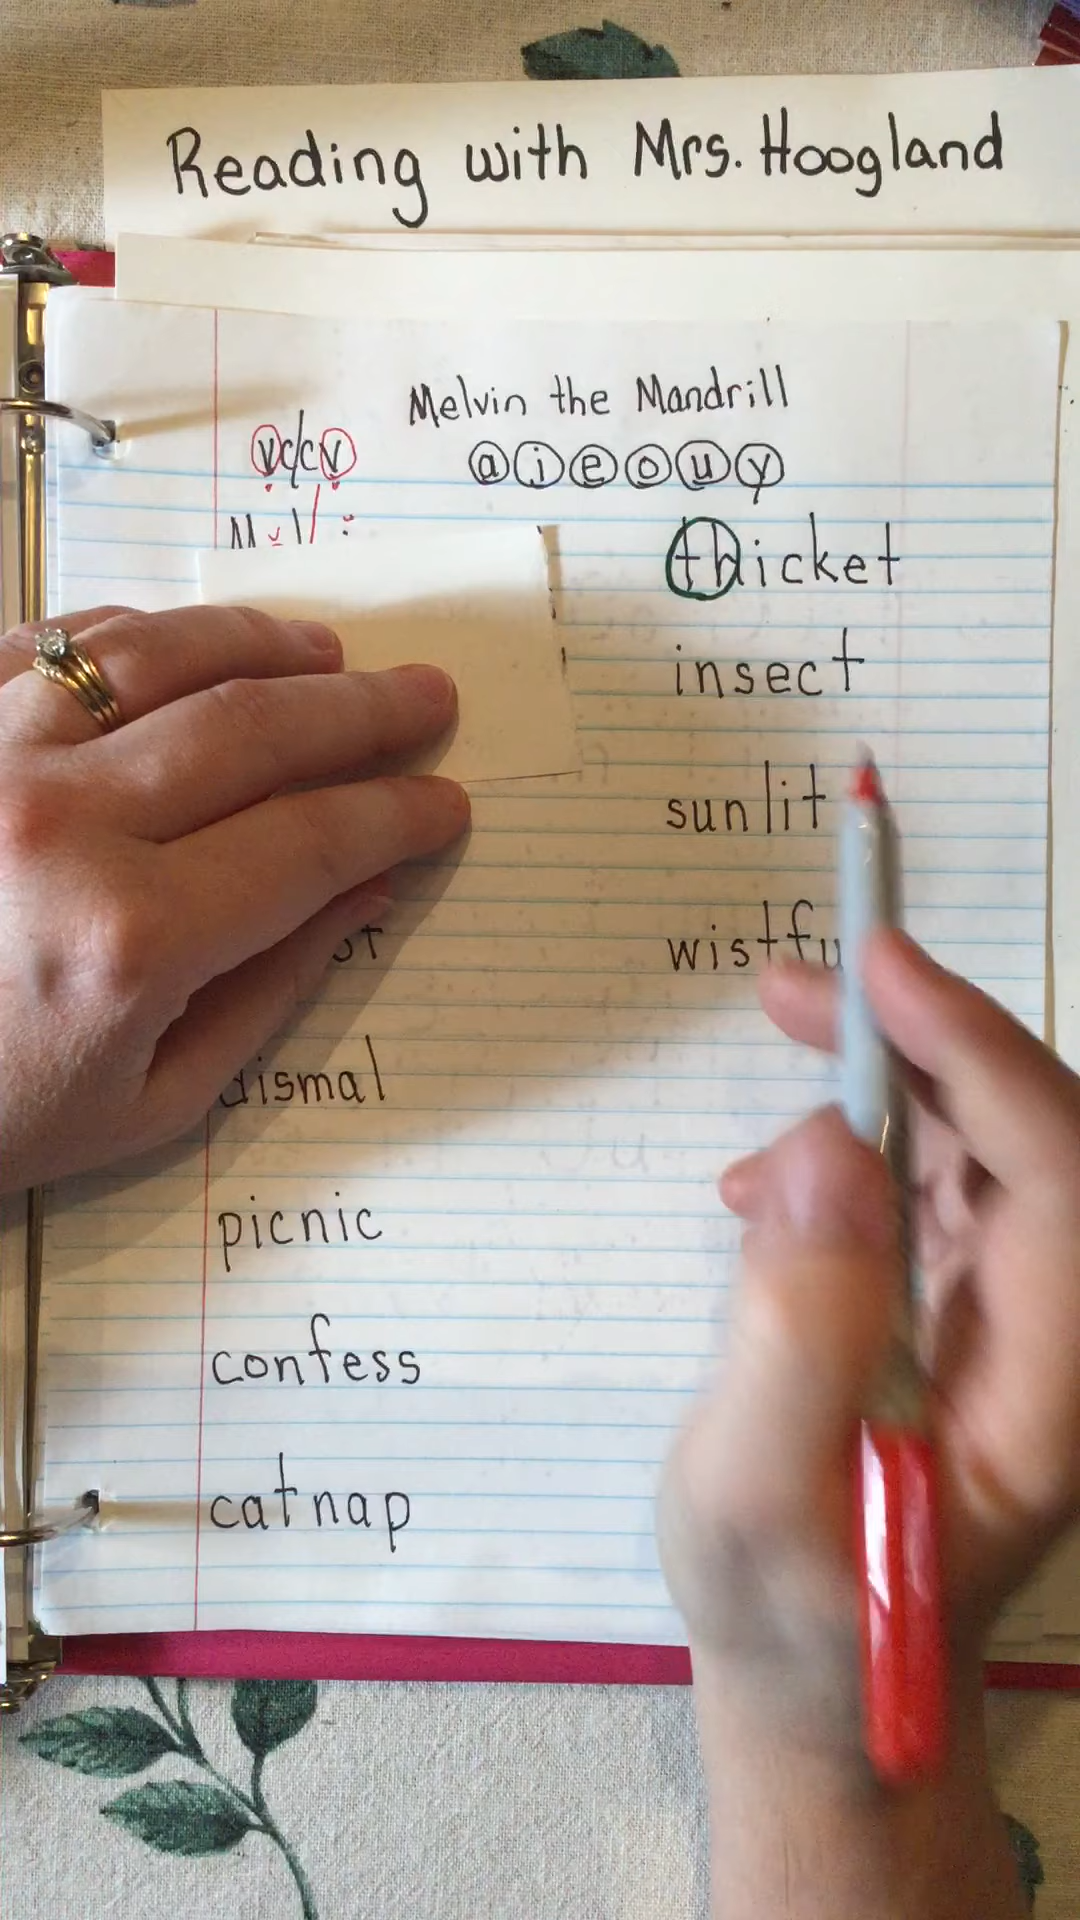 Reading with Mrs. Hoogland
Melvin the Mandrill
vc/cv
a i e o u y
thicket
insect
sunlit
dismal
picnic
confess
catnap